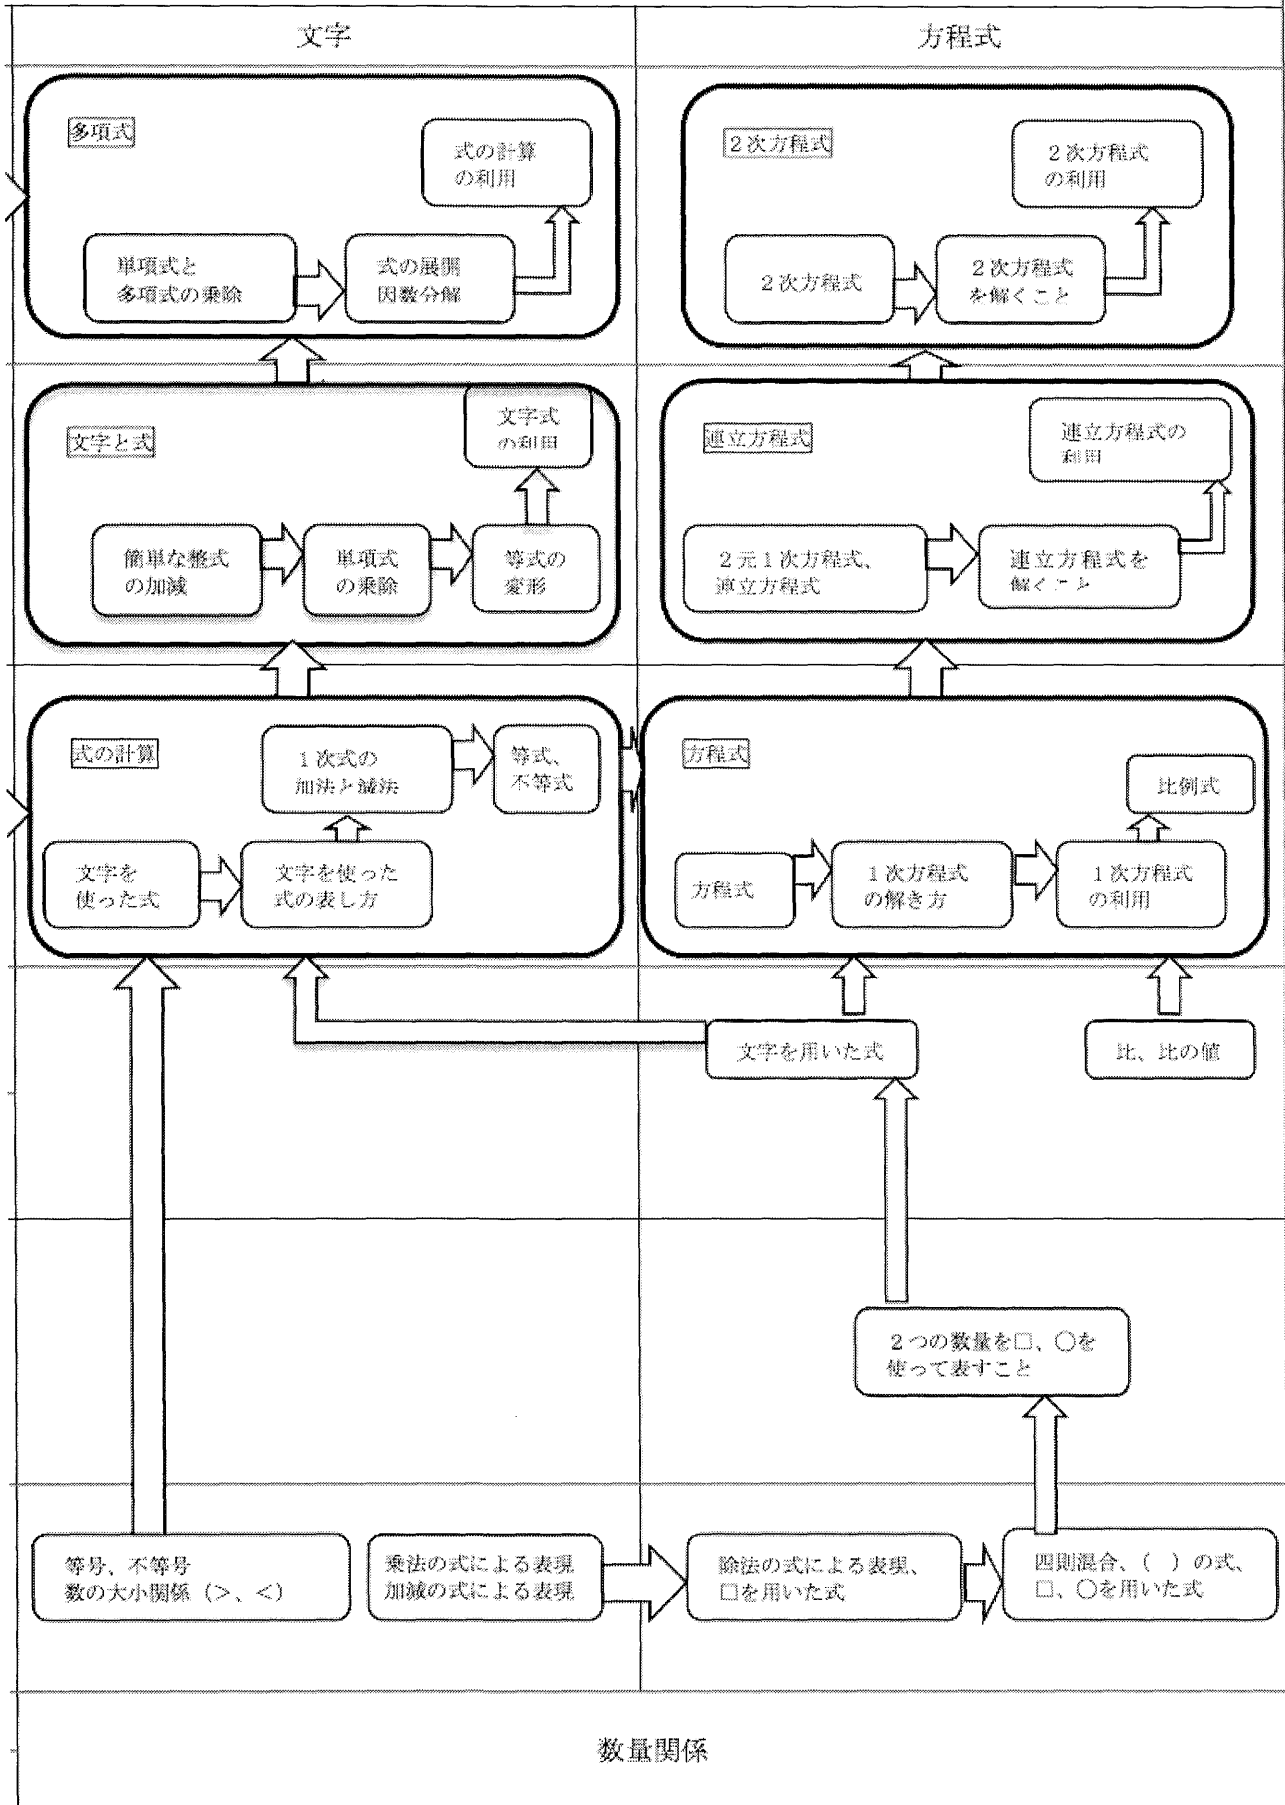 文字
方程式
多項式
式の計算
の利用
単項式と
多項式の乗除
式の展開
因数分解
2次方程式
2次方程式
の利用
2次方程式
2次方程式
を解くこと
文字と式
文字式
の利用
簡単な整式
の加減
単項式
の乗除
等式の
変形
連立方程式
連立方程式の
利用
2元1次方程式、
連立方程式
連立方程式を
解くこと
式の計算
1次式の
加法と減法
等式、
不等式
文字を
使った式
文字を使った
式の表し方
方程式
比例式
方程式
1次方程式
の解き方
1次方程式
の利用
文字を用いた式
比、比の値
2つの数量を□、○を
使って表すこと
等号、不等号
数の大小関係(>、<)
乗法の式による表現
加減の式による表現
除法の式による表現、
□を用いた式
四則混合、( )の式、
□、○を用いた式
数量関係